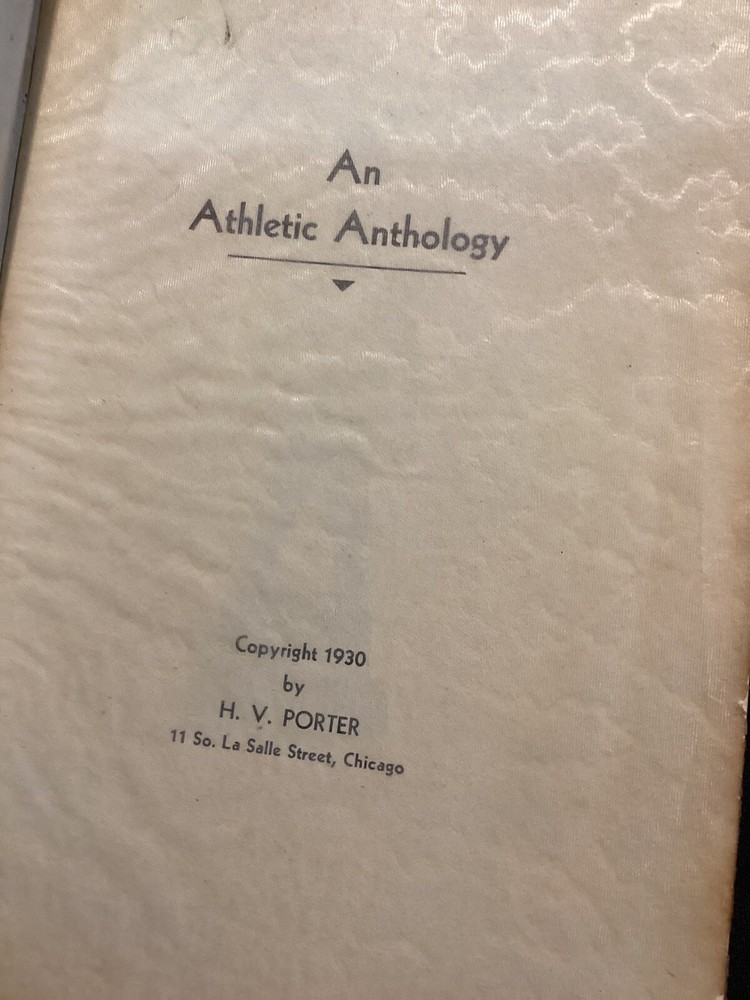 An
Athletic Anthology
Copyright 1930
by
H. V. PORTER
11 So. La Salle Street, Chicago